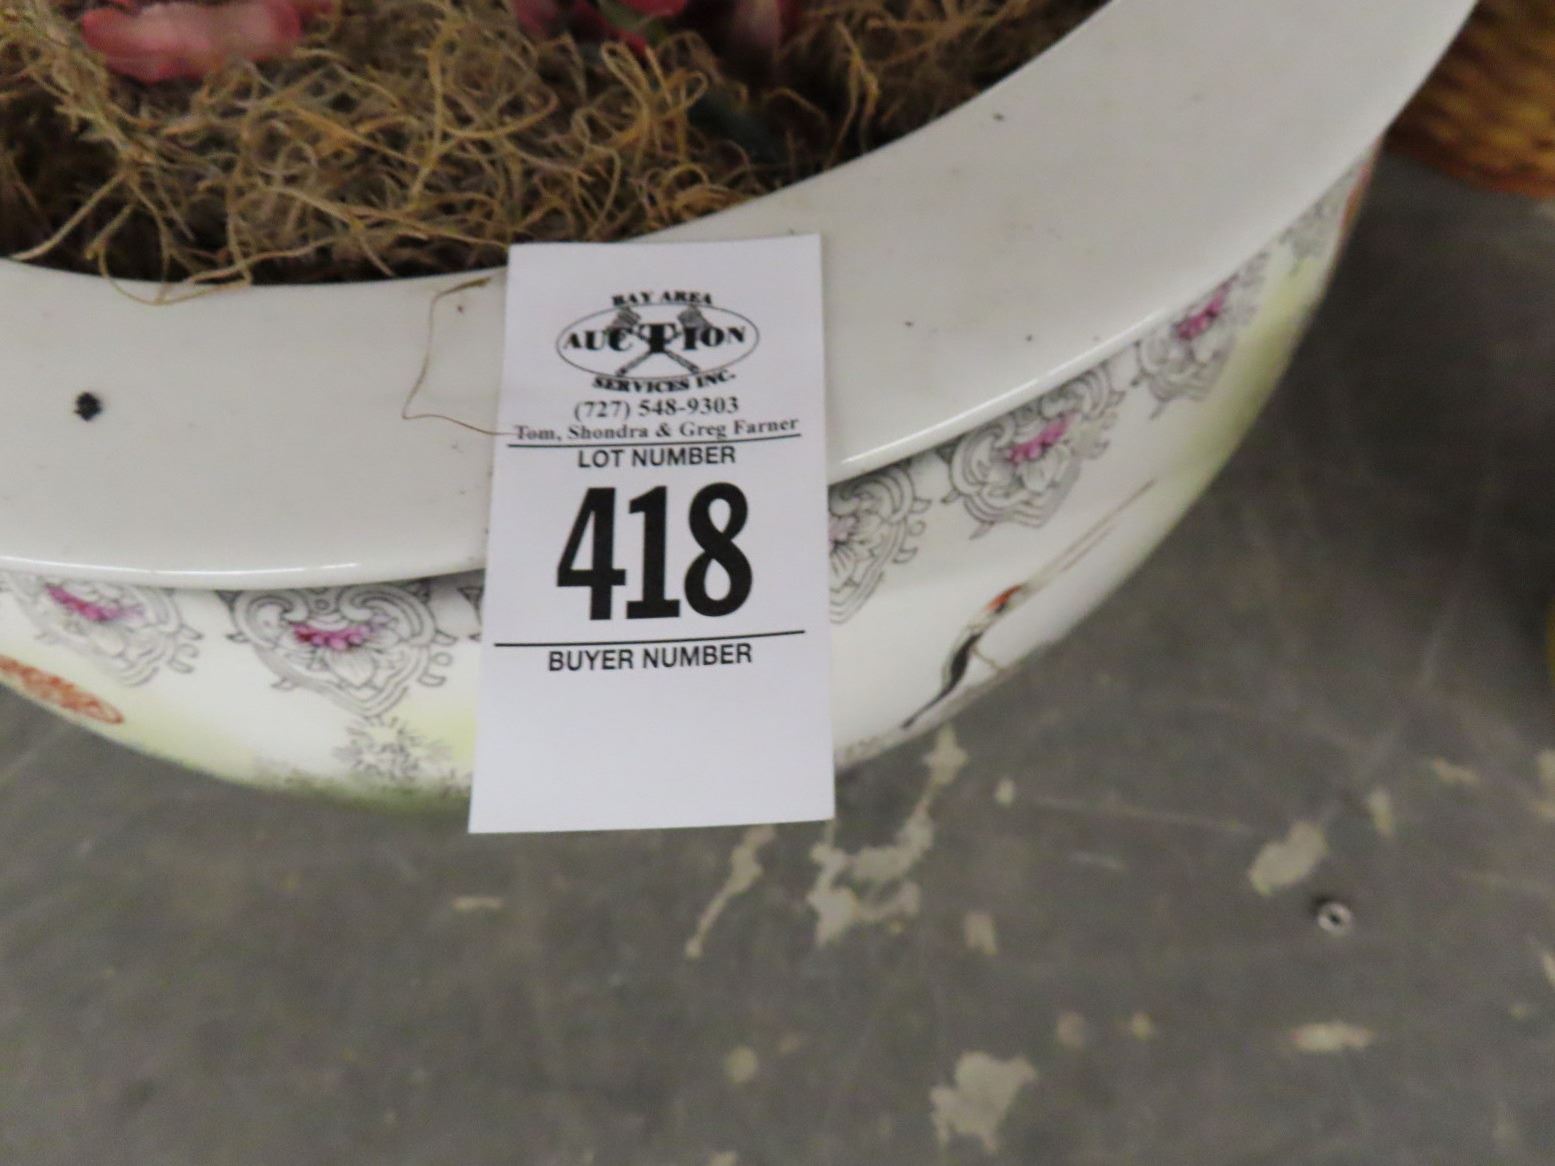 BAY AREA
AUCTION
SERVICES INC.
(727) 548-9303
Tom, Shondra & Greg Farner
LOT NUMBER
418
BUYER NUMBER